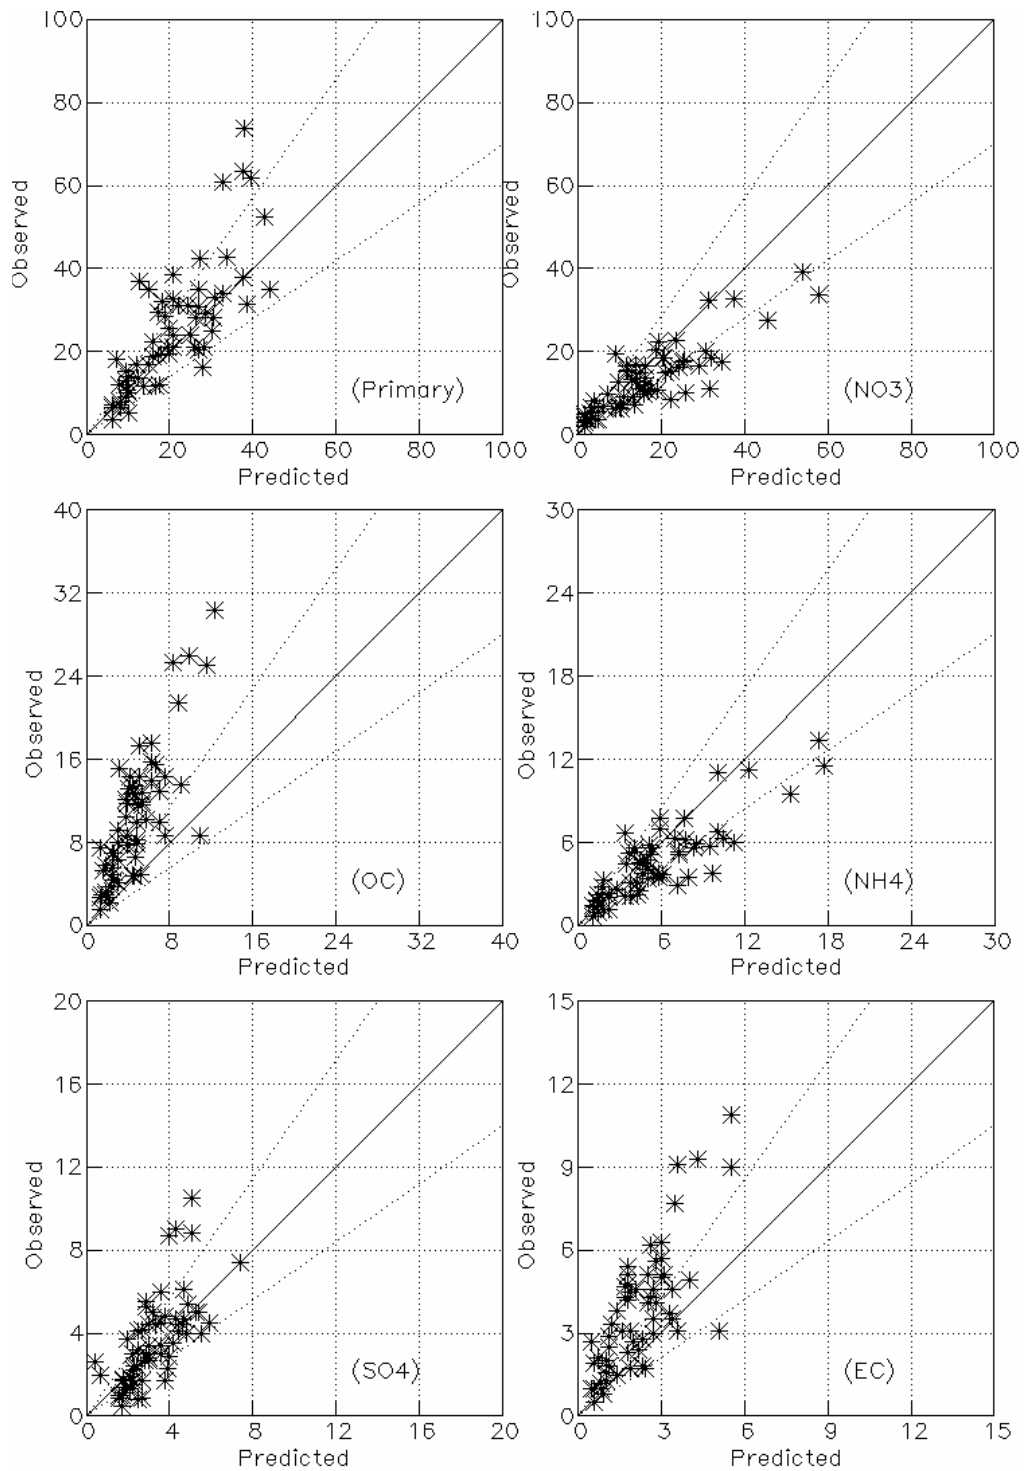 100
80
60
40
20
0
Observed
0 20 40 60 80 100
Predicted
(Primary)
100
80
60
40
20
0
Observed
0 20 40 60 80 100
Predicted
(NO3)
40
32
24
16
8
0
Observed
0 8 16 24 32 40
Predicted
(OC)
30
24
18
12
6
0
Observed
0 6 12 18 24 30
Predicted
(NH4)
20
16
12
8
4
0
Observed
0 4 8 12 16 20
Predicted
(SO4)
15
12
9
6
3
0
Observed
0 3 6 9 12 15
Predicted
(EC)